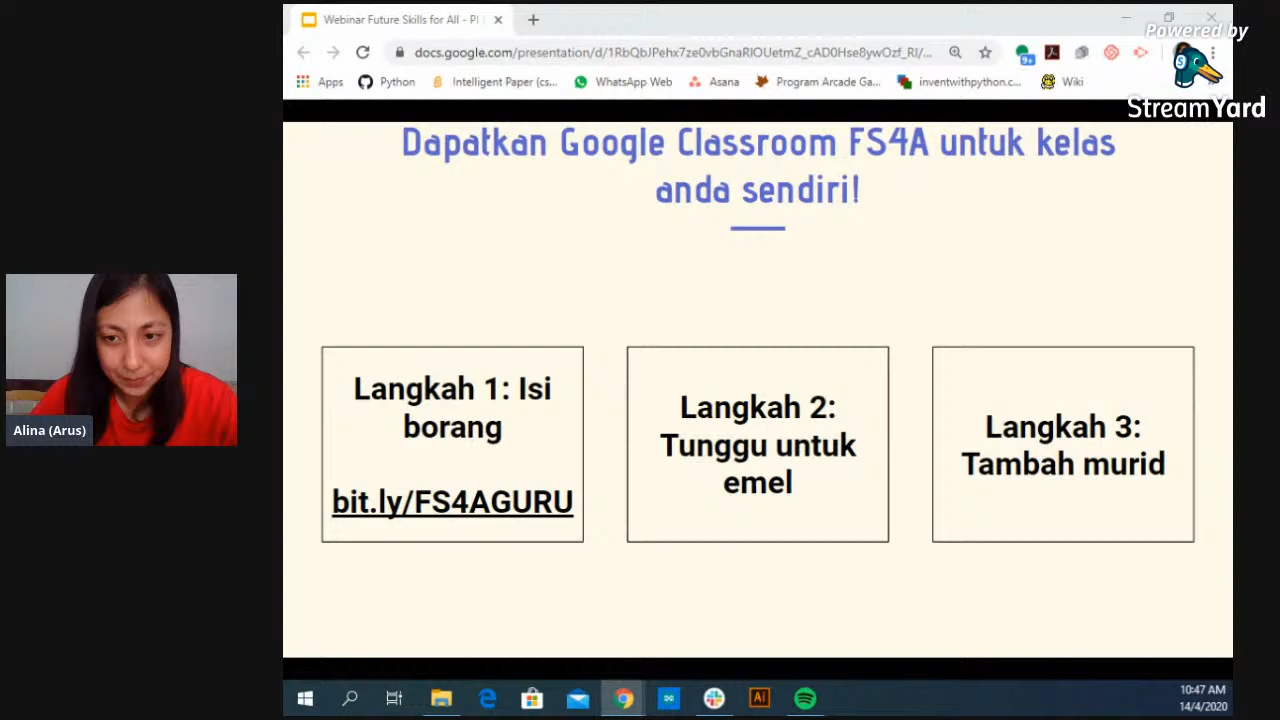 Webinar Future Skills for All - Pl
Powered by
StreamYard
docs.google.com/presentation/d/1RbQbJPehx7ze0vbGnaRlOUetmZ_cAD0Hse8ywOzf_RI/...
9+
Apps
Python
Intelligent Paper (cs...
WhatsApp Web
Asana
Program Arcade Ga...
inventwithpython.c...
Wiki
Dapatkan Google Classroom FS4A untuk kelas
anda sendiri!
Langkah 1: Isi
borang
bit.ly/FS4AGURU
Langkah 2:
Tunggu untuk
emel
Langkah 3:
Tambah murid
Alina (Arus)
Ai
10:47 AM
14/4/2020